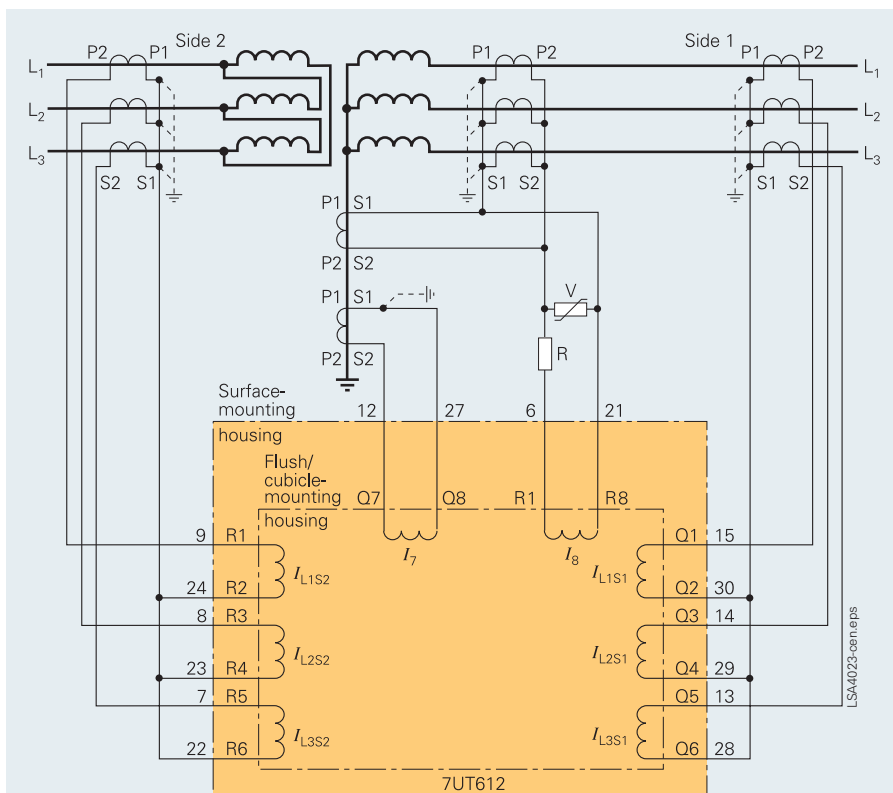 Side 2
Side 1
P2 P1
P1 P2
P1 P2
L1
L1
L2
L2
L3
L3
S2 S1
S1 S2
S1 S2
P1 S1
P2 S2
V
P1 S1
R
P2 S2
Surface-
mounting
housing
12 27 6 21
Flush/
cubicle-
mounting
housing
Q7 Q8 R1 R8
I7
I8
9 R1
Q1 15
IL1S2
IL1S1
24 R2
Q2 30
8 R3
Q3 14
IL2S2
IL2S1
23 R4
Q4 29
7 R5
Q5 13
IL3S2
IL3S1
22 R6
Q6 28
7UT612
LSA4023-cen.eps